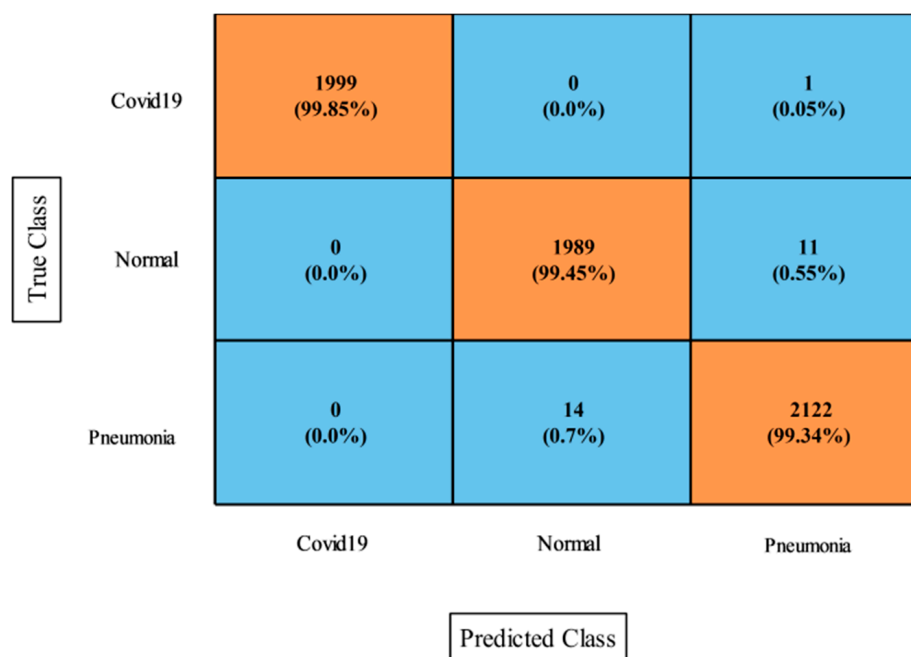 Covid19
1999
(99.85%)
0
(0.0%)
1
(0.05%)
True Class
Normal
0
(0.0%)
1989
(99.45%)
11
(0.55%)
Pneumonia
0
(0.0%)
14
(0.7%)
2122
(99.34%)
Covid19
Normal
Pneumonia
Predicted Class